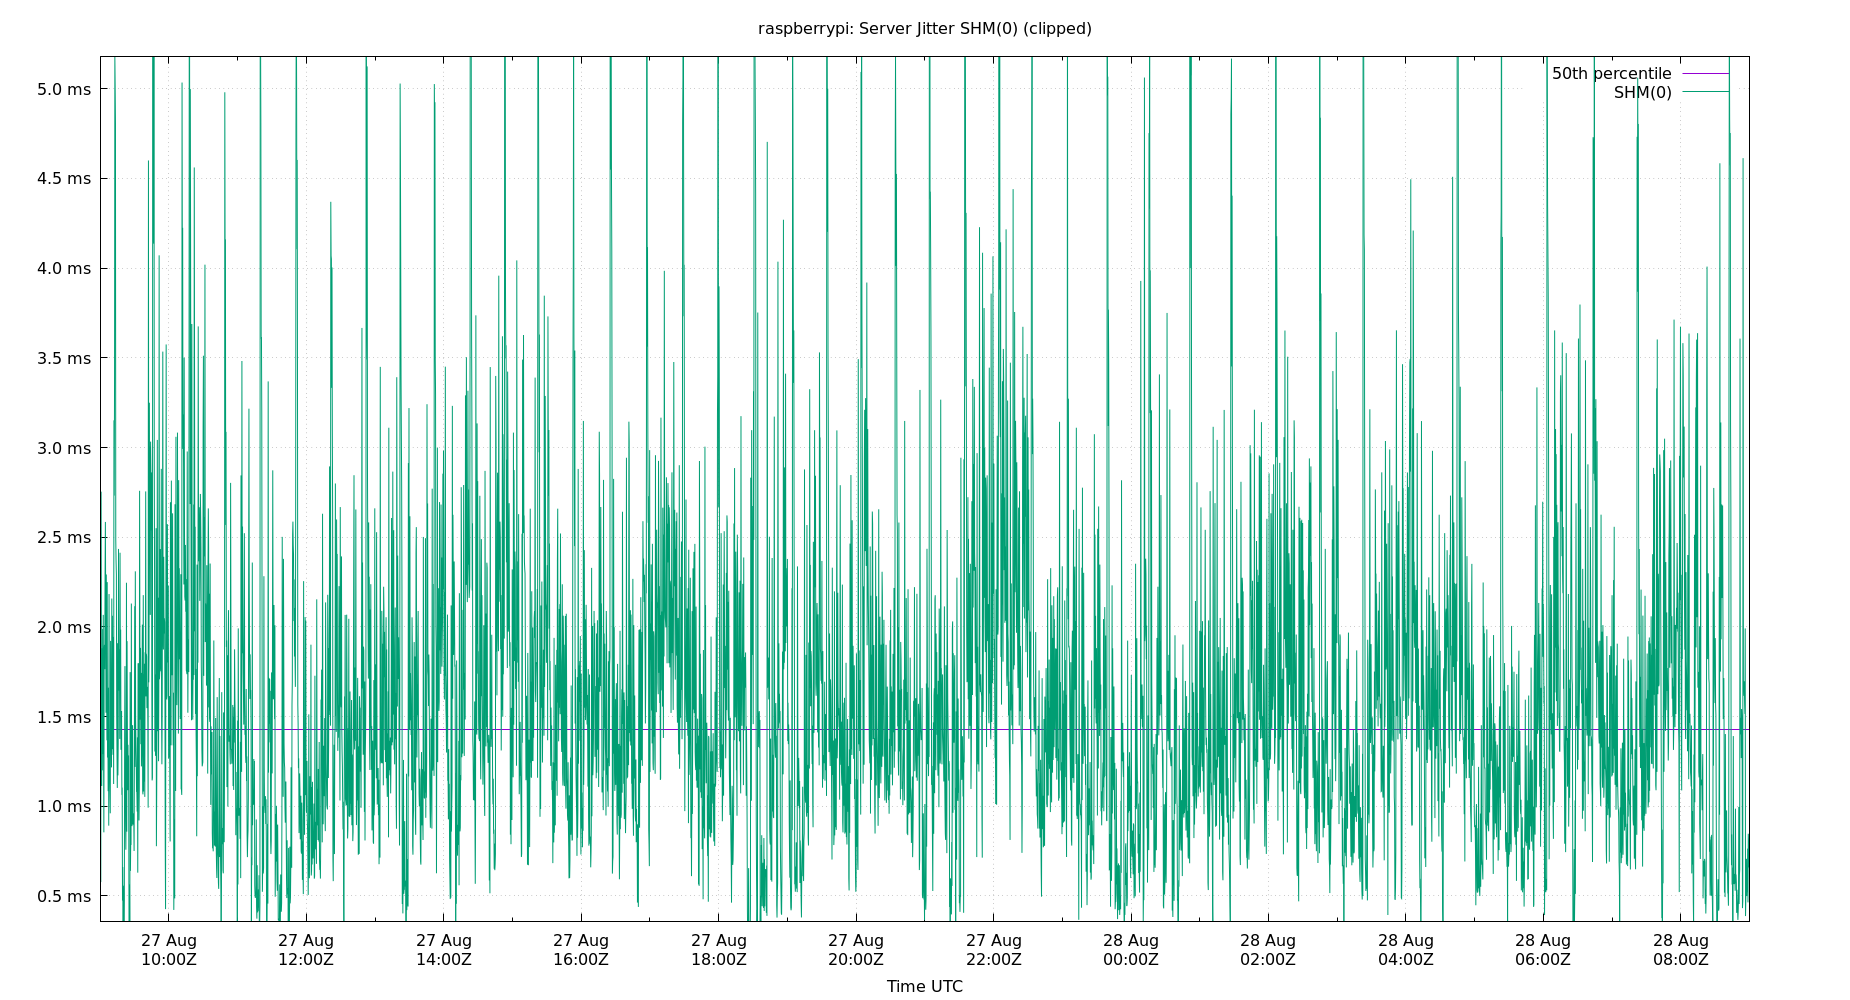 raspberrypi: Server Jitter SHM(0) (clipped)
50th percentile
SHM(0)
5.0 ms
4.5 ms
4.0 ms
3.5 ms
3.0 ms
2.5 ms
2.0 ms
1.5 ms
1.0 ms
0.5 ms
27 Aug 27 Aug 27 Aug 27 Aug 27 Aug 27 Aug 27 Aug 28 Aug 28 Aug 28 Aug 28 Aug 28 Aug
10:00Z 12:00Z 14:00Z 16:00Z 18:00Z 20:00Z 22:00Z 00:00Z 02:00Z 04:00Z 06:00Z 08:00Z
Time UTC